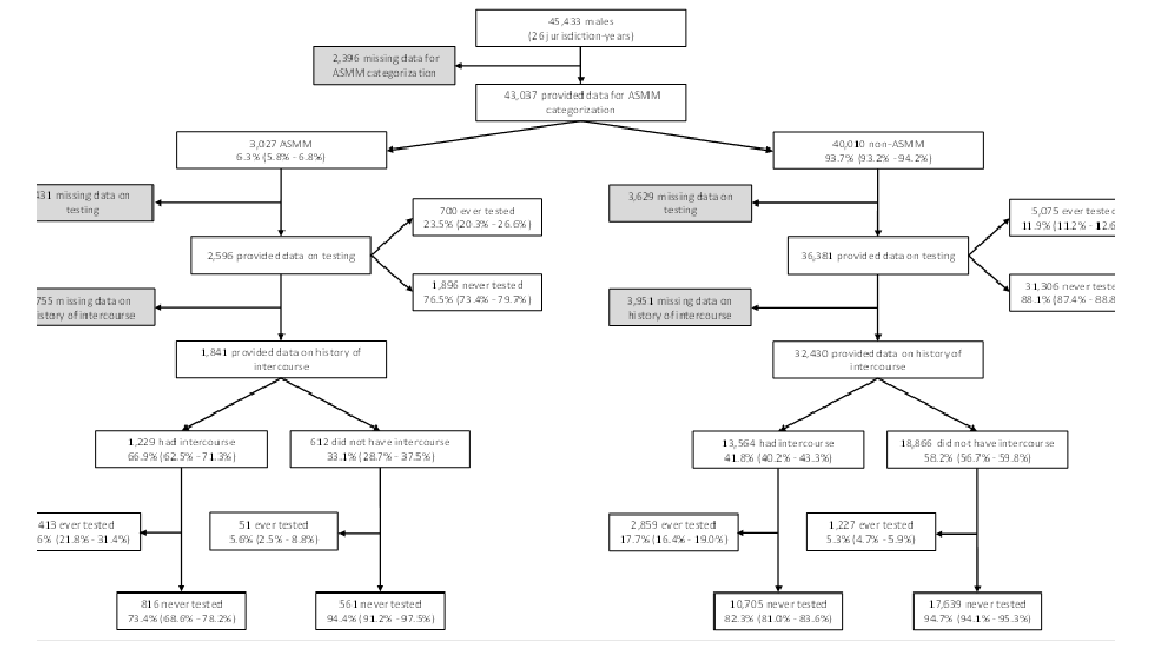 45,433 males
(26 jurisdiction-years)
2,396 missing data for
ASMM categorization
43,037 provided data for ASMM
categorization
3,027 ASMM
6.3% (5.8% - 6.8%)
40,010 non-ASMM
93.7% (93.2% - 94.2%)
431 missing data on
testing
3,629 missing data on
testing
700 ever tested
23.5% (20.3% - 26.6%)
5,075 ever tested
11.9% (11.2% - 12.6
2,596 provided data on testing
36,381 provided data on testing
1,896 never tested
76.5% (73.4% - 79.7%)
31,306 never teste
88.1% (87.4% - 88.8
755 missing data on
istory of intercourse
3,951 missing data on
history of intercourse
1,841 provided data on history of
intercourse
32,430 provided data on history of
intercourse
1,229 had intercourse
66.9% (62.5% - 71.3%)
612 did not have intercourse
33.1% (28.7% - 37.5%)
13,564 had intercourse
41.8% (40.2% - 43.3%)
18,866 did not have intercourse
58.2% (56.7% - 59.8%)
413 ever tested
6% (21.8% - 31.4%)
51 ever tested
5.6% (2.5% - 8.8%)
2,859 ever tested
17.7% (16.4% - 19.0%)
1,227 ever tested
5.3% (4.7% - 5.9%)
816 never tested
73.4% (68.6% - 78.2%)
561 never tested
94.4% (91.2% - 97.5%)
10,705 never tested
82.3% (81.0% - 83.6%)
17,639 never tested
94.7% (94.1% - 95.3%)